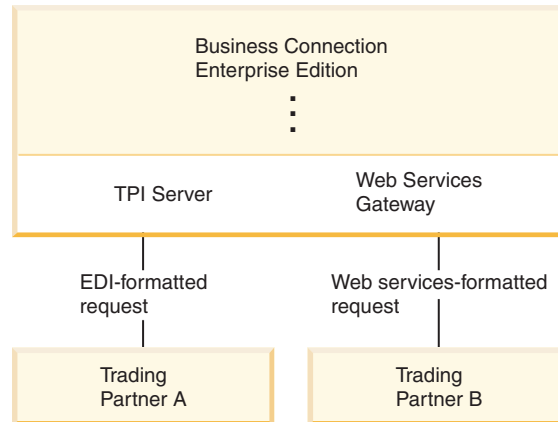 Business Connection
Enterprise Edition
TPI Server
Web Services
Gateway
EDI-formatted
request
Web services-formatted
request
Trading
Partner A
Trading
Partner B